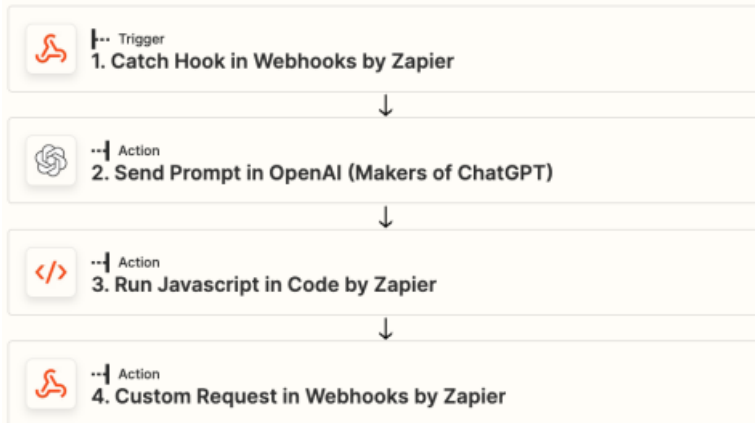 Trigger
1. Catch Hook in Webhooks by Zapier
Action
2. Send Prompt in OpenAI (Makers of ChatGPT)
Action
3. Run Javascript in Code by Zapier
Action
4. Custom Request in Webhooks by Zapier